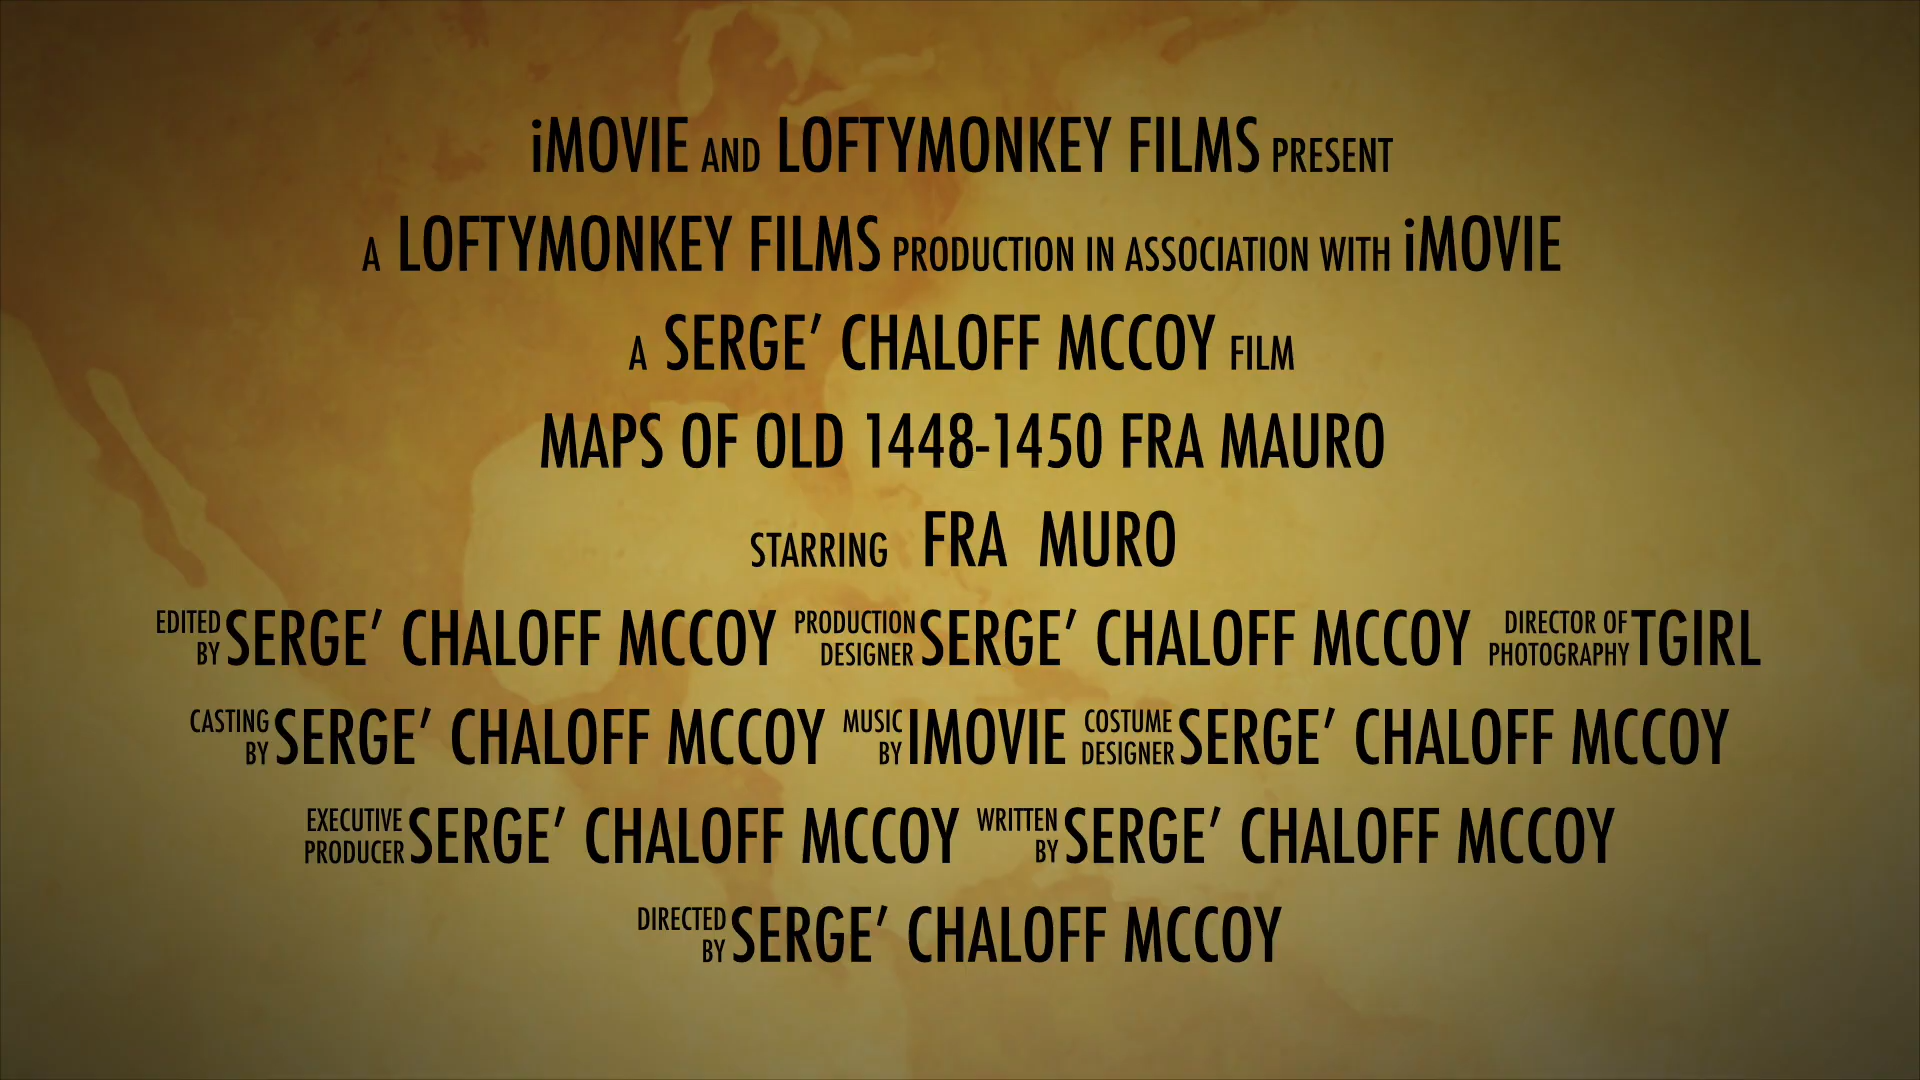 iMOVIE AND LOFTYMONKEY FILMS PRESENT
A LOFTYMONKEY FILMS PRODUCTION IN ASSOCIATION WITH iMOVIE
A SERGE’ CHALOFF MCCOY FILM
MAPS OF OLD 1448-1450 FRA MAURO
STARRING FRA MURO
EDITED BY SERGE’ CHALOFF MCCOY PRODUCTION DESIGNER SERGE’ CHALOFF MCCOY DIRECTOR OF PHOTOGRAPHY TGIRL
CASTING BY SERGE’ CHALOFF MCCOY MUSIC BY IMOVIE COSTUME DESIGNER SERGE’ CHALOFF MCCOY
EXECUTIVE PRODUCER SERGE’ CHALOFF MCCOY WRITTEN BY SERGE’ CHALOFF MCCOY
DIRECTED BY SERGE’ CHALOFF MCCOY